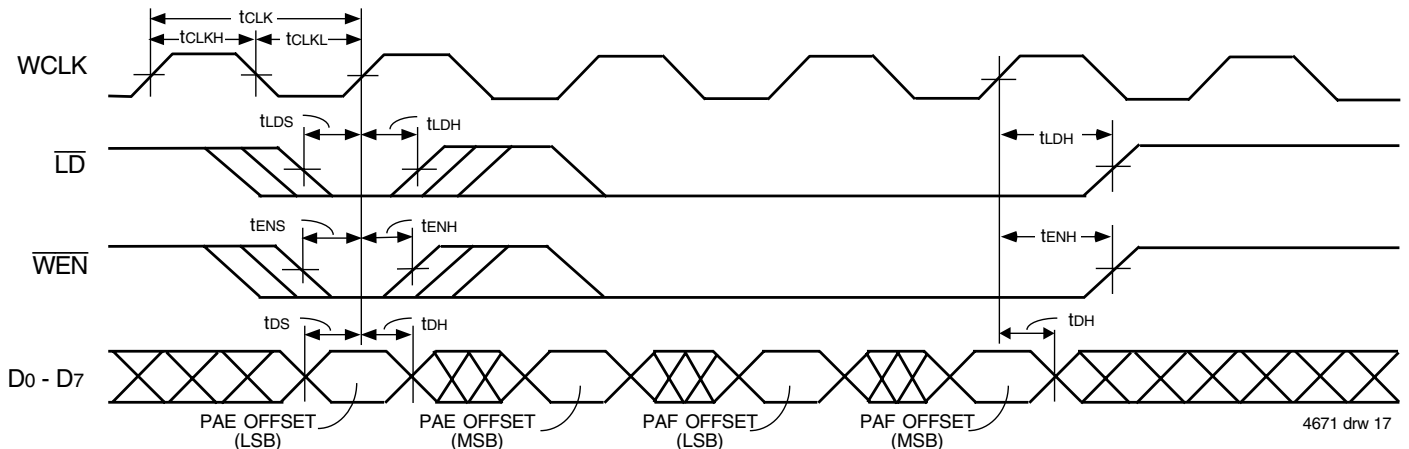 tCLK
tCLKH
tCLKL
WCLK
tLDS
tLDH
tLDH
LD
tENS
tENH
tENH
WEN
tDS
tDH
tDH
D0 - D7
PAE OFFSET
(LSB)
PAE OFFSET
(MSB)
PAF OFFSET
(LSB)
PAF OFFSET
(MSB)
4671 drw 17